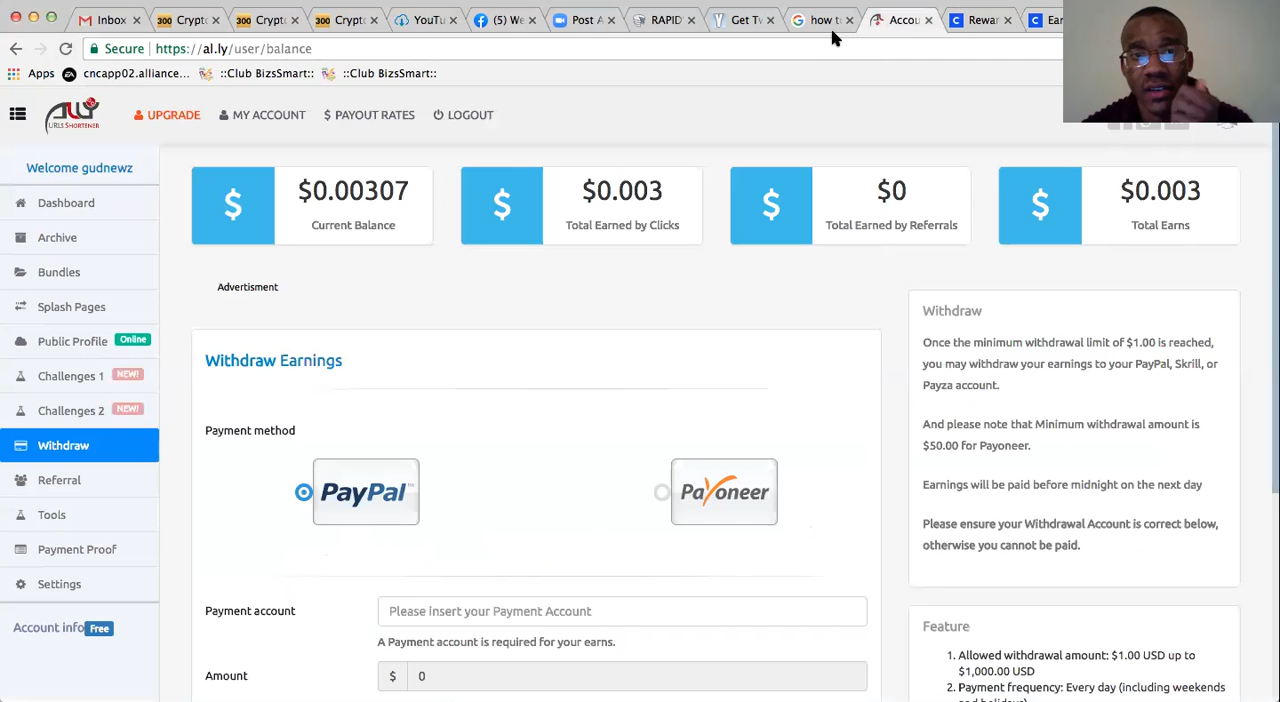 Inbox
300 Crypt
300 Crypt
300 Crypt
YouTu
(5) We
Post A
RAPID
Get Tw
how to
Accou
Rewar
Ear
Secure
https://al.ly/user/balance
Apps
cncapp02.alliance...
::Club BizsSmart::
::Club BizsSmart::
ALLY
URLS SHORTENER
UPGRADE
MY ACCOUNT
$ PAYOUT RATES
LOGOUT
Welcome gudnewz
Dashboard
Archive
Bundles
Splash Pages
Public Profile Online
Challenges 1 NEW!
Challenges 2 NEW!
Withdraw
Referral
Tools
Payment Proof
Settings
Account info Free
$ $0.00307
Current Balance
$ $0.003
Total Earned by Clicks
$ $0
Total Earned by Referrals
$ $0.003
Total Earns
Advertisment
Withdraw Earnings
Payment method
PayPal™
Payoneer
Payment account
Please insert your Payment Account
A Payment account is required for your earns.
Amount
$ 0
Withdraw
Once the minimum withdrawal limit of $1.00 is reached,
you may withdraw your earnings to your PayPal, Skrill, or
Payza account.
And please note that Minimum withdrawal amount is
$50.00 for Payoneer.
Earnings will be paid before midnight on the next day
Please ensure your Withdrawal Account is correct below,
otherwise you cannot be paid.
Feature
1. Allowed withdrawal amount: $1.00 USD up to
$1,000.00 USD
2. Payment frequency: Every day (including weekends